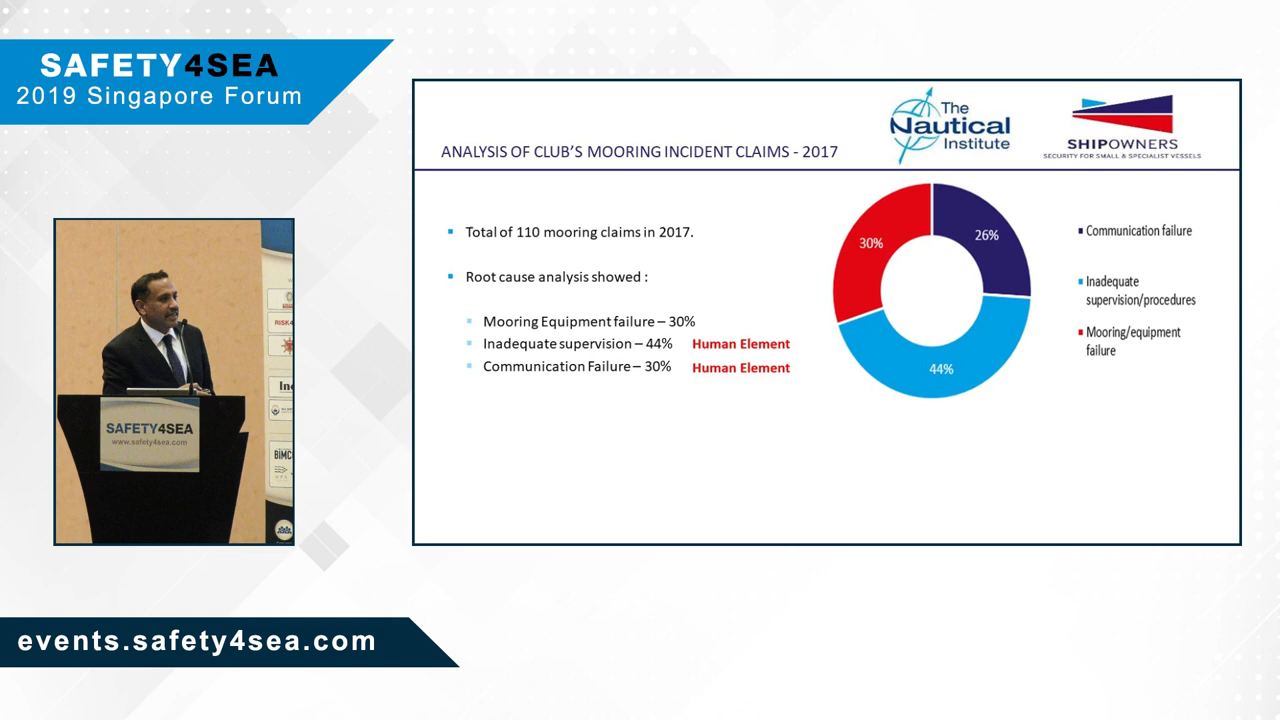 SAFETY4SEA
2019 Singapore Forum
The
Nautical
Institute
SHIPOWNERS
SECURITY FOR SMALL & SPECIALIST VESSELS
ANALYSIS OF CLUB'S MOORING INCIDENT CLAIMS - 2017
Total of 110 mooring claims in 2017.
Root cause analysis showed :
Mooring Equipment failure – 30%
Inadequate supervision – 44% Human Element
Communication Failure – 30% Human Element
30%
26%
44%
Communication failure
Inadequate
supervision/procedures
Mooring/equipment
failure
SAFETY4SEA
www.safety4sea.com
BIMC
events.safety4sea.com